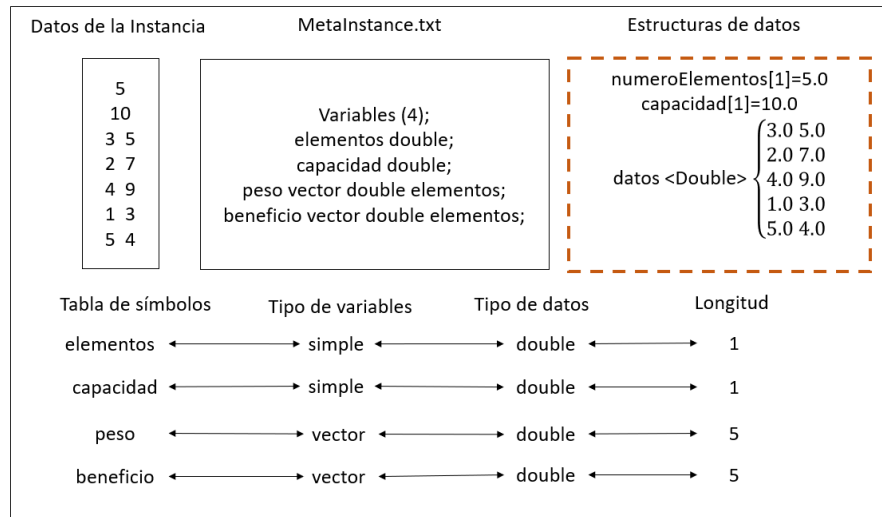 Datos de la Instancia
5
10
3 5
2 7
4 9
1 3
5 4
MetaInstance.txt
Variables (4);
elementos double;
capacidad double;
peso vector double elementos;
beneficio vector double elementos;
Estructuras de datos
numeroElementos[1]=5.0
capacidad[1]=10.0
datos <Double>
3.0 5.0
2.0 7.0
4.0 9.0
1.0 3.0
5.0 4.0
Tabla de símbolos Tipo de variables Tipo de datos Longitud
elementos simple double 1
capacidad simple double 1
peso vector double 5
beneficio vector double 5